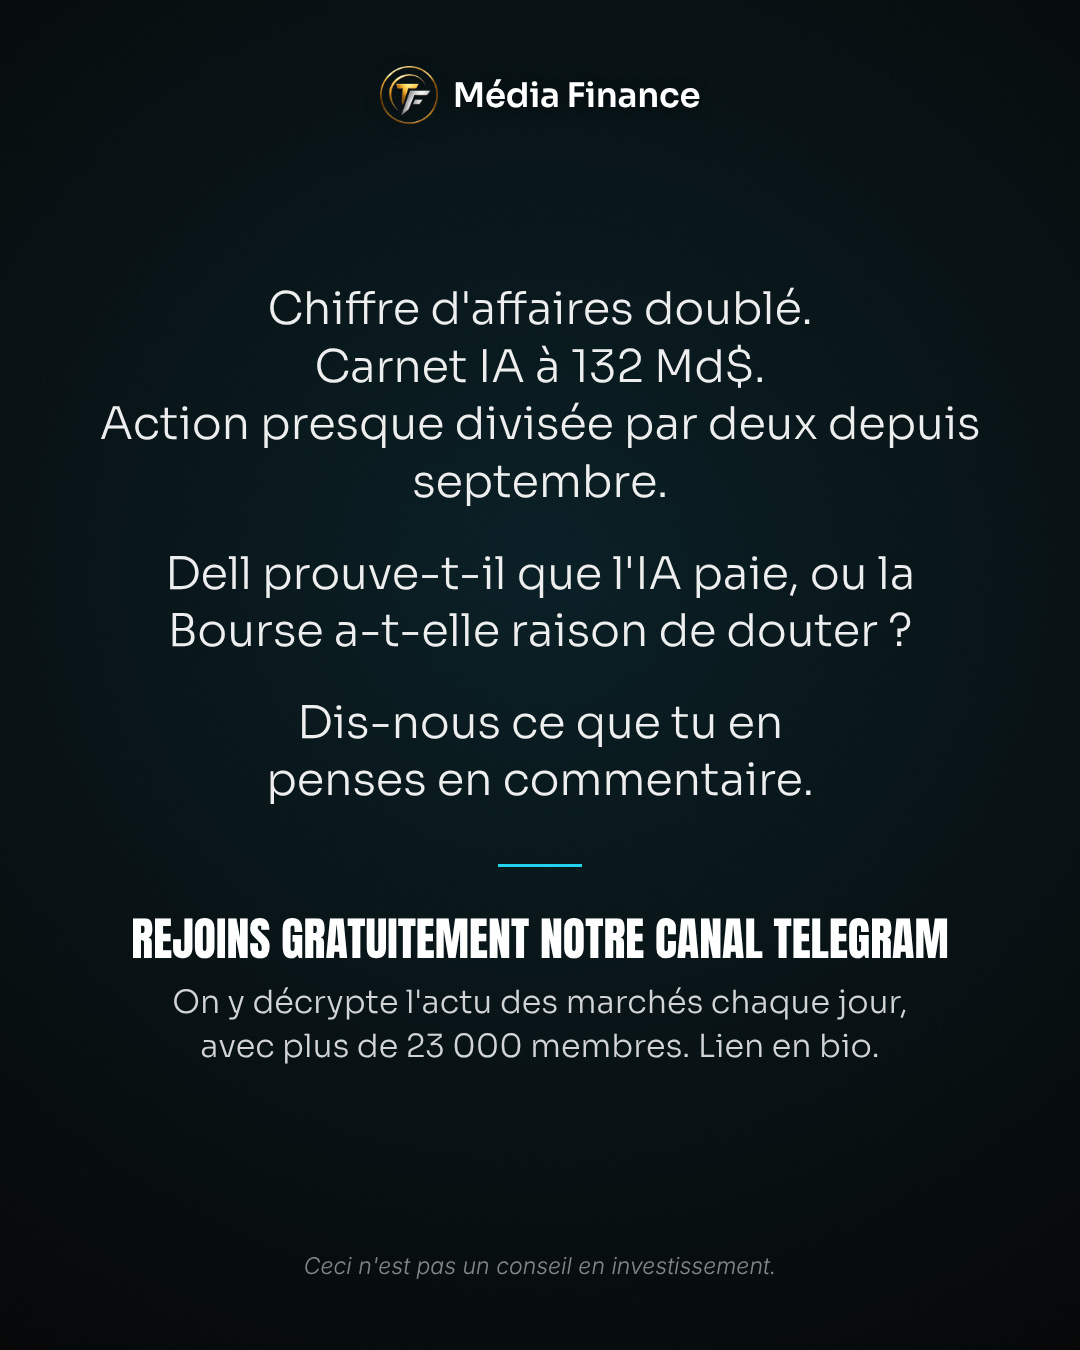 TF Média Finance
Chiffre d'affaires doublé.
Carnet IA à 132 Md$.
Action presque divisée par deux depuis
septembre.
Dell prouve-t-il que l'IA paie, ou la
Bourse a-t-elle raison de douter ?
Dis-nous ce que tu en
penses en commentaire.
REJOINS GRATUITEMENT NOTRE CANAL TELEGRAM
On y décrypte l'actu des marchés chaque jour,
avec plus de 23 000 membres. Lien en bio.
Ceci n'est pas un conseil en investissement.